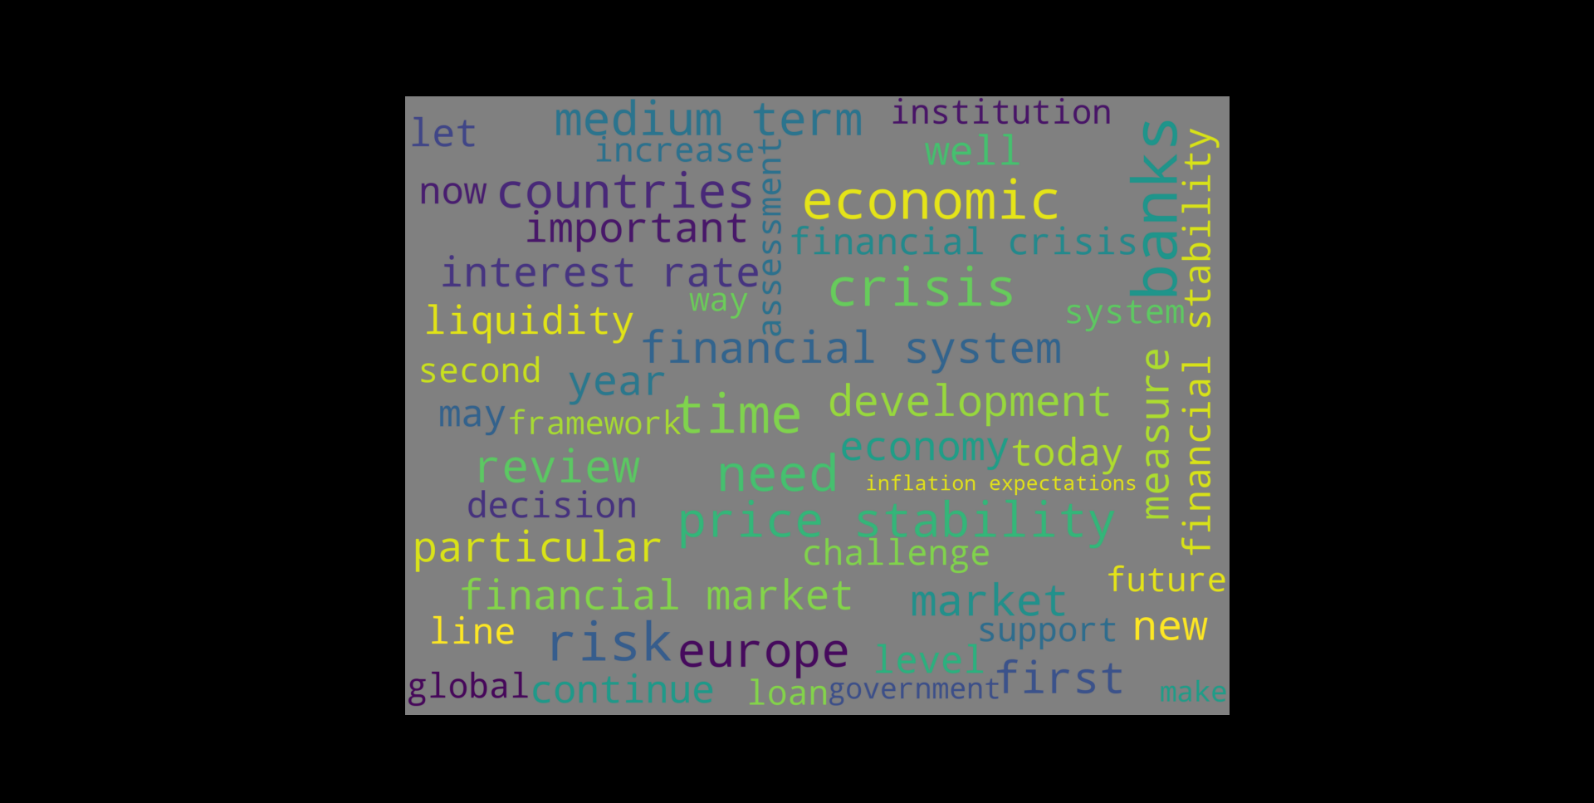 medium term
institution
let
increase
well
now
countries
economic
important
assessment
financial crisis
banks
financial stability
interest rate
way
crisis
system
liquidity
financial system
second
year
may
framework
time
development
measure
economy
today
review
need
inflation expectations
decision
price stability
particular
challenge
financial market
market
future
line
risk
europe
support
new
level
global
continue
loan
government
first
make